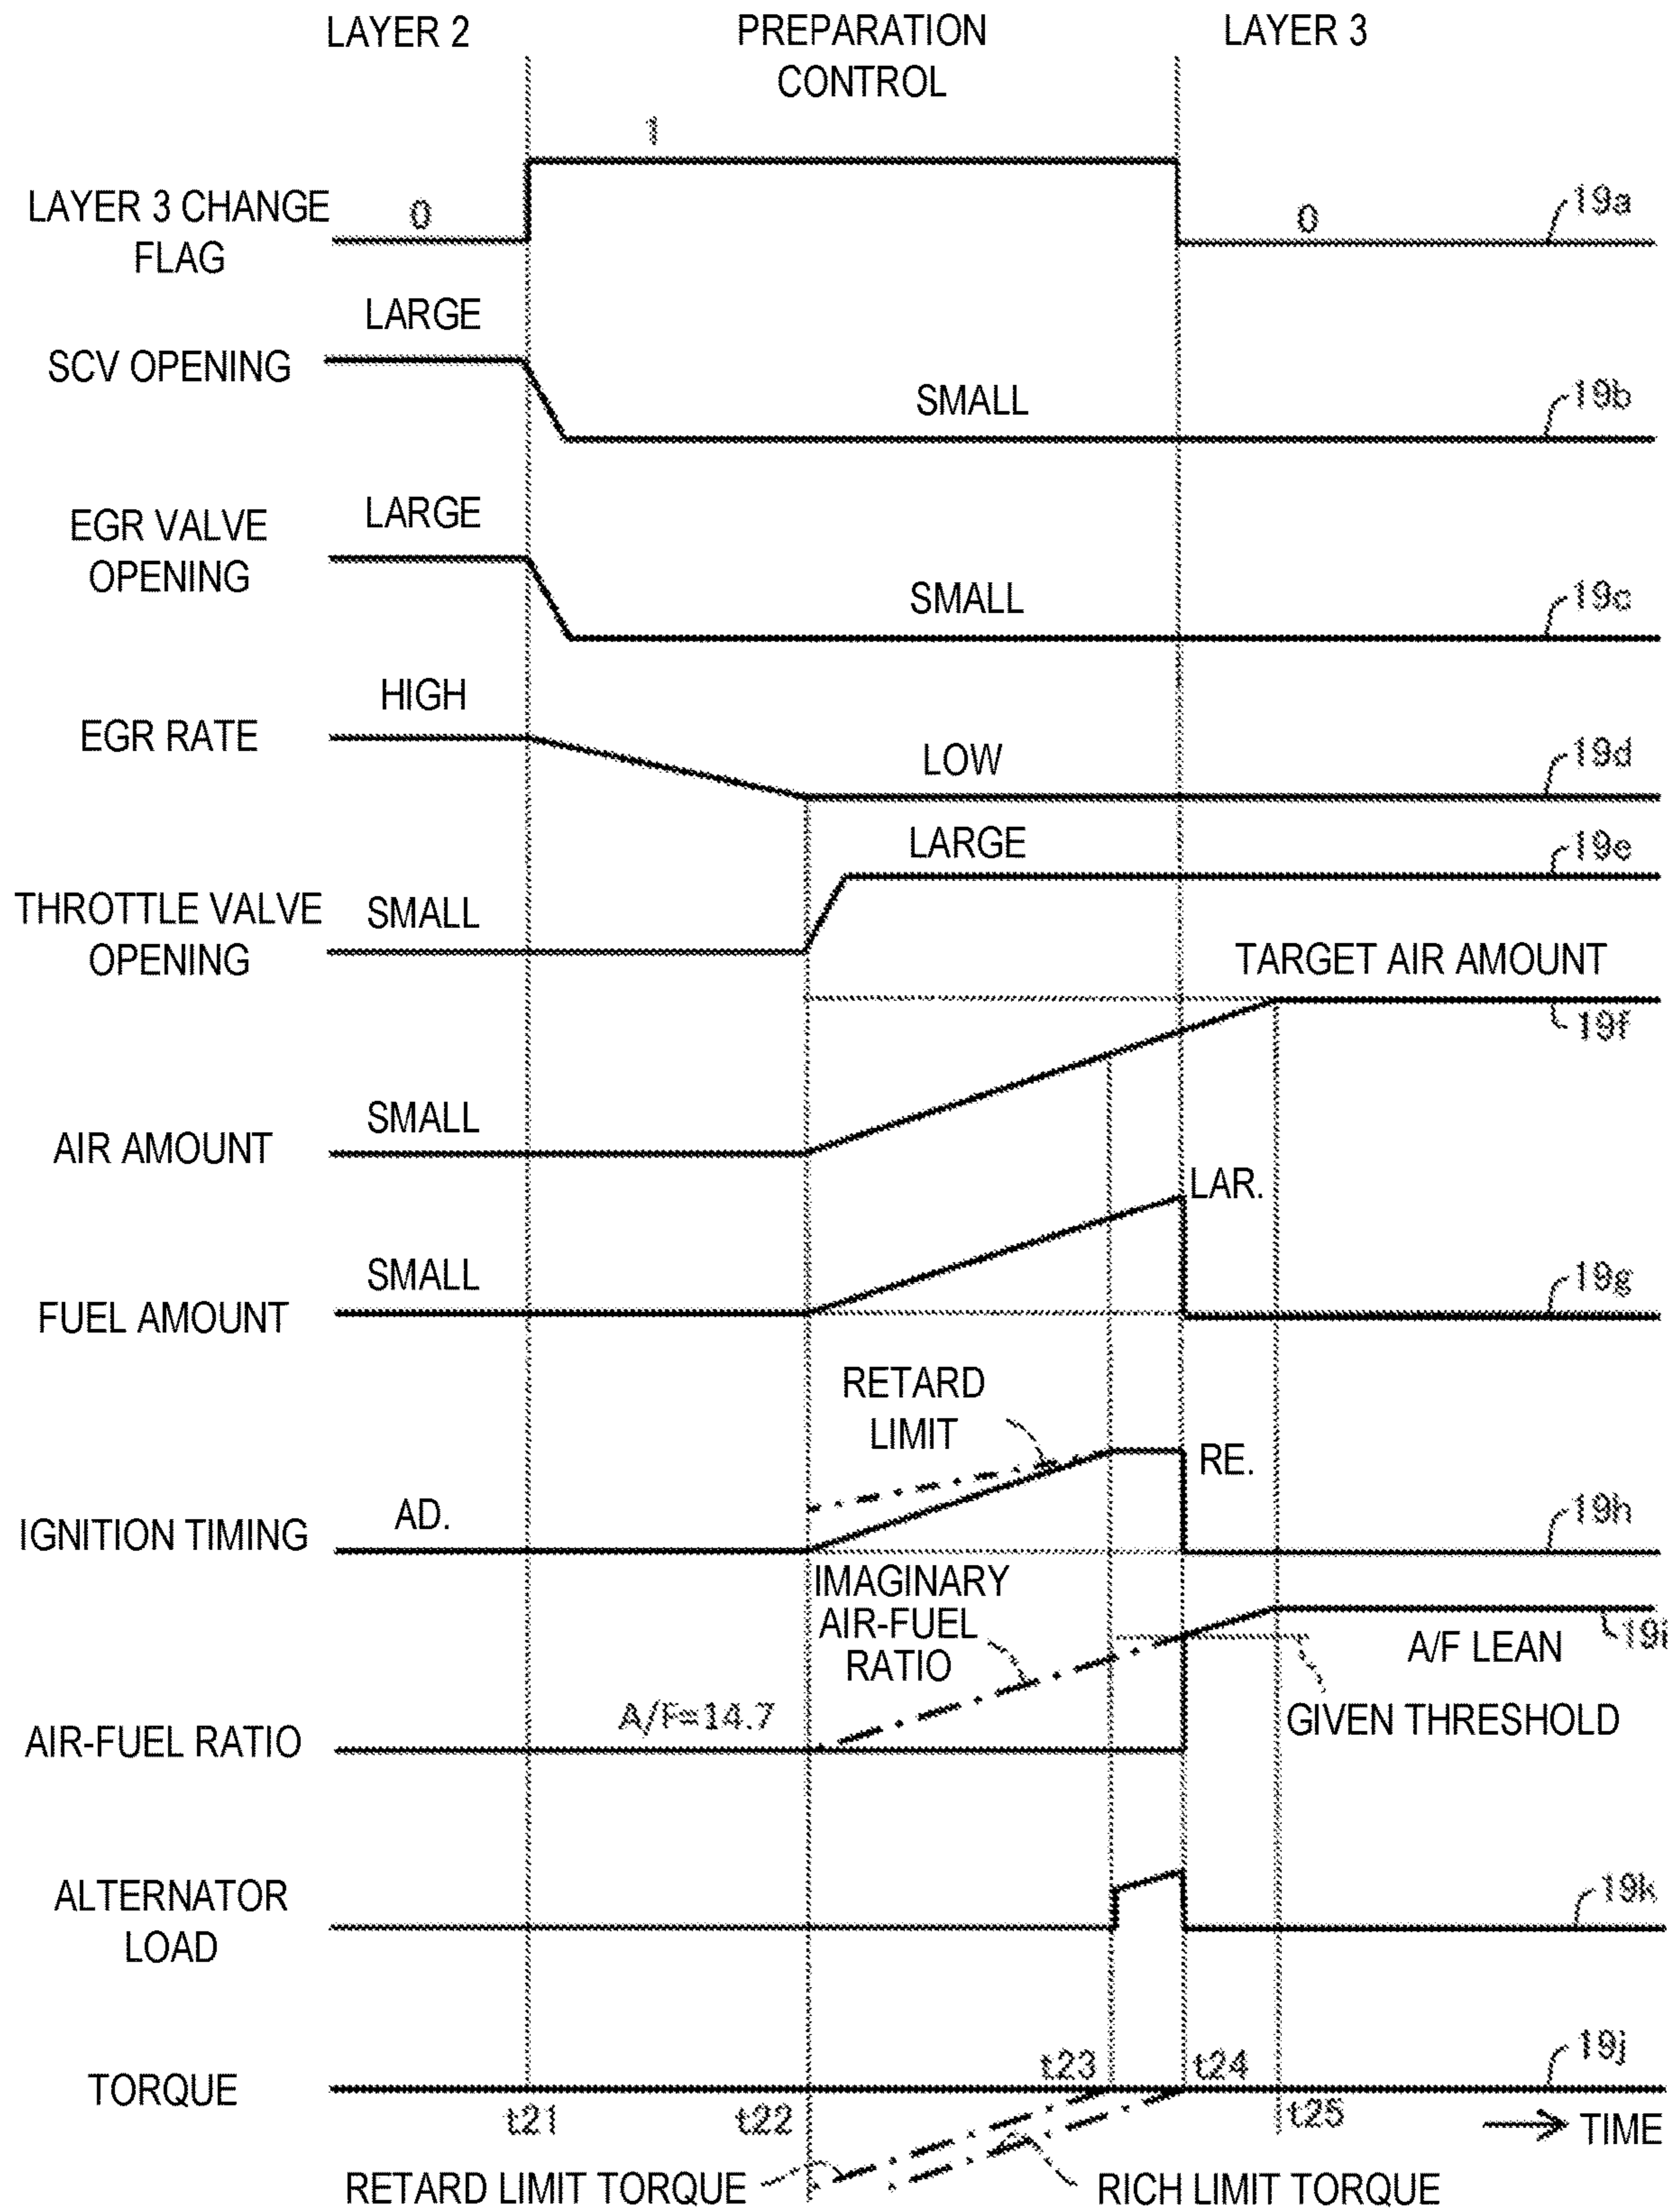 LAYER 2
PREPARATION
CONTROL
LAYER 3
1
LAYER 3 CHANGE
FLAG
0
0
19a
LARGE
SCV OPENING
SMALL
19b
LARGE
EGR VALVE
OPENING
SMALL
19c
HIGH
EGR RATE
LOW
19d
LARGE
19e
THROTTLE VALVE
OPENING
SMALL
TARGET AIR AMOUNT
19f
SMALL
AIR AMOUNT
LAR.
SMALL
FUEL AMOUNT
19g
RETARD
LIMIT
RE.
AD.
IGNITION TIMING
19h
IMAGINARY
AIR-FUEL
RATIO
19i
A/F LEAN
A/F=14.7
GIVEN THRESHOLD
AIR-FUEL RATIO
ALTERNATOR
LOAD
19k
t23
t24
19j
TORQUE
t21
t22
t25
TIME
RETARD LIMIT TORQUE
RICH LIMIT TORQUE